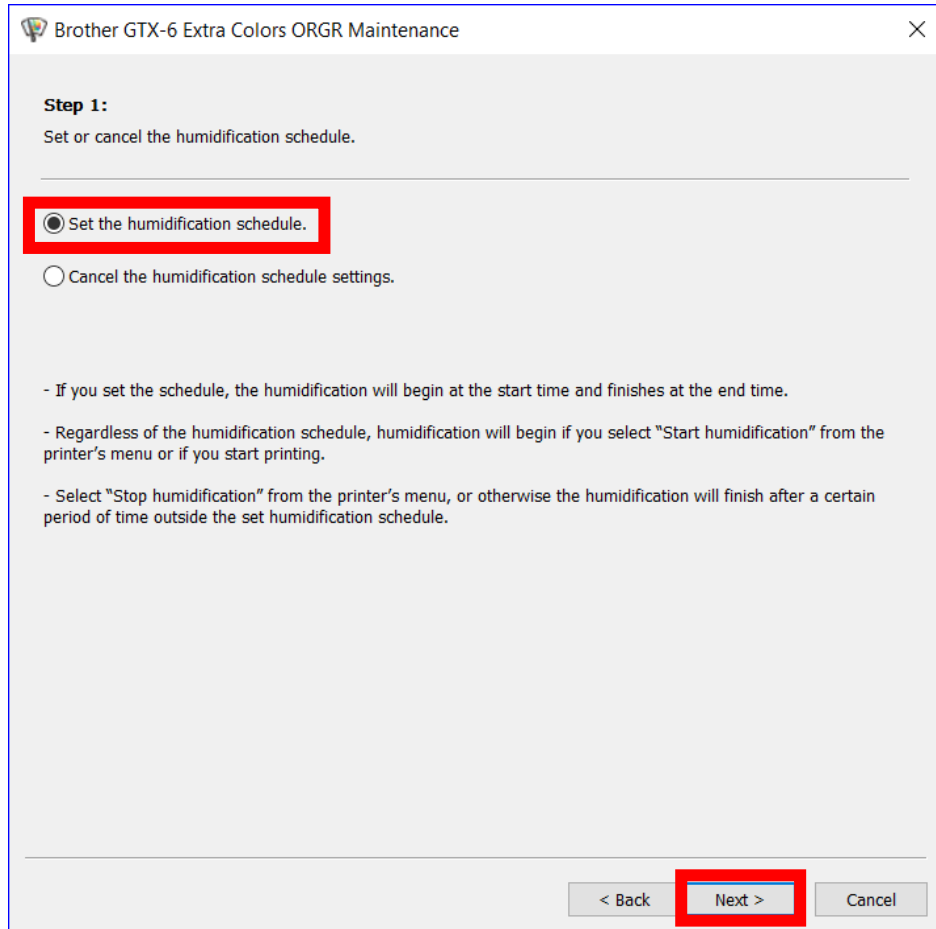 Brother GTX-6 Extra Colors ORGR Maintenance
Step 1:
Set or cancel the humidification schedule.
Set the humidification schedule.
Cancel the humidification schedule settings.
- If you set the schedule, the humidification will begin at the start time and finishes at the end time.
- Regardless of the humidification schedule, humidification will begin if you select “Start humidification” from the
printer’s menu or if you start printing.
- Select “Stop humidification” from the printer’s menu, or otherwise the humidification will finish after a certain
period of time outside the set humidification schedule.
< Back Next > Cancel